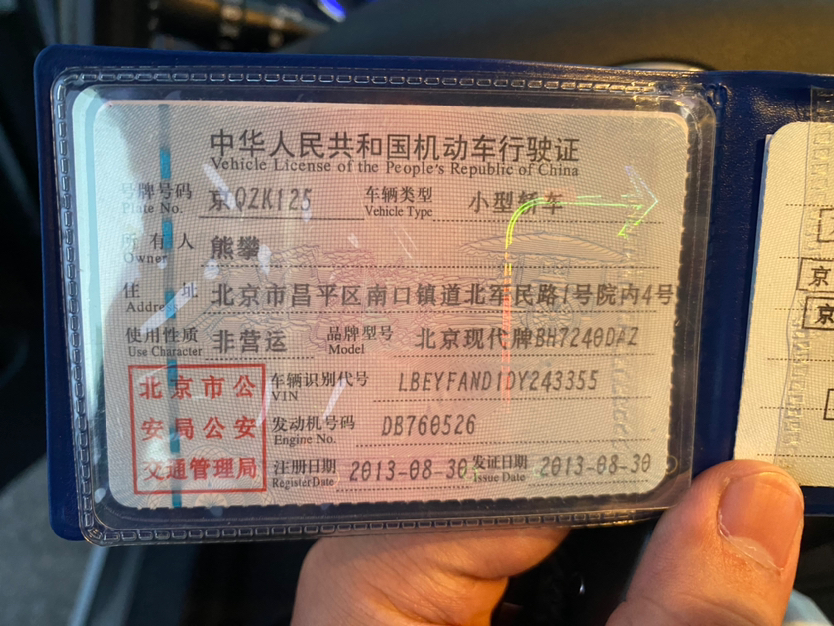 中华人民共和国机动车行驶证
Vehicle License of the People's Republic of China
号牌号码 京QZK125 车辆类型 小型轿车
Plate No. Vehicle Type
所有人 熊攀
Owner
住址 北京市昌平区南口镇道北军民路1号院内4号
Address
使用性质 非营运 品牌型号 北京现代牌BH7240DAZ
Use Character Model
北京市公
安局公安
交通管理局
车辆识别代号 LBEYFAND1DY243355
VIN
发动机号码 DB760526
Engine No.
注册日期 2013-08-30 发证日期 2013-08-30
Register Date Issue Date
京
京